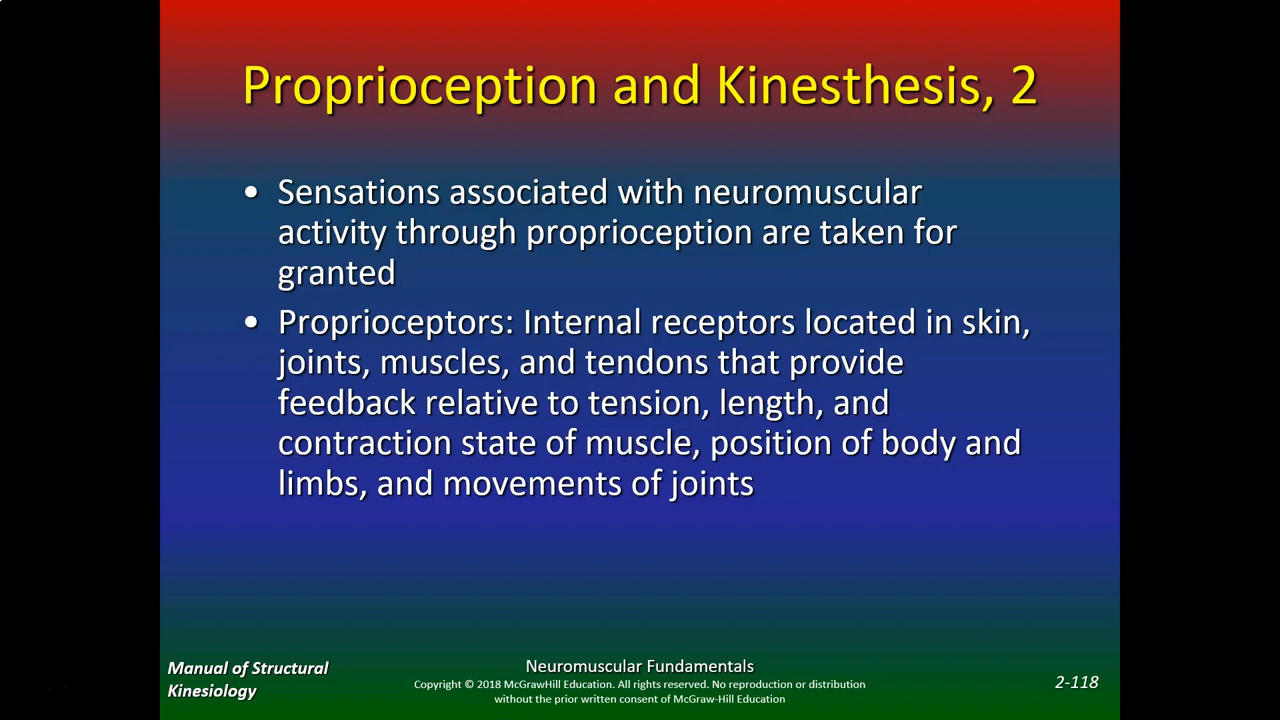 Proprioception and Kinesthesis, 2
• Sensations associated with neuromuscular
activity through proprioception are taken for
granted
• Proprioceptors: Internal receptors located in skin,
joints, muscles, and tendons that provide
feedback relative to tension, length, and
contraction state of muscle, position of body and
limbs, and movements of joints
Manual of Structural
Kinesiology
Neuromuscular Fundamentals
Copyright © 2018 McGrawHill Education. All rights reserved. No reproduction or distribution
without the prior written consent of McGraw-Hill Education
2-118